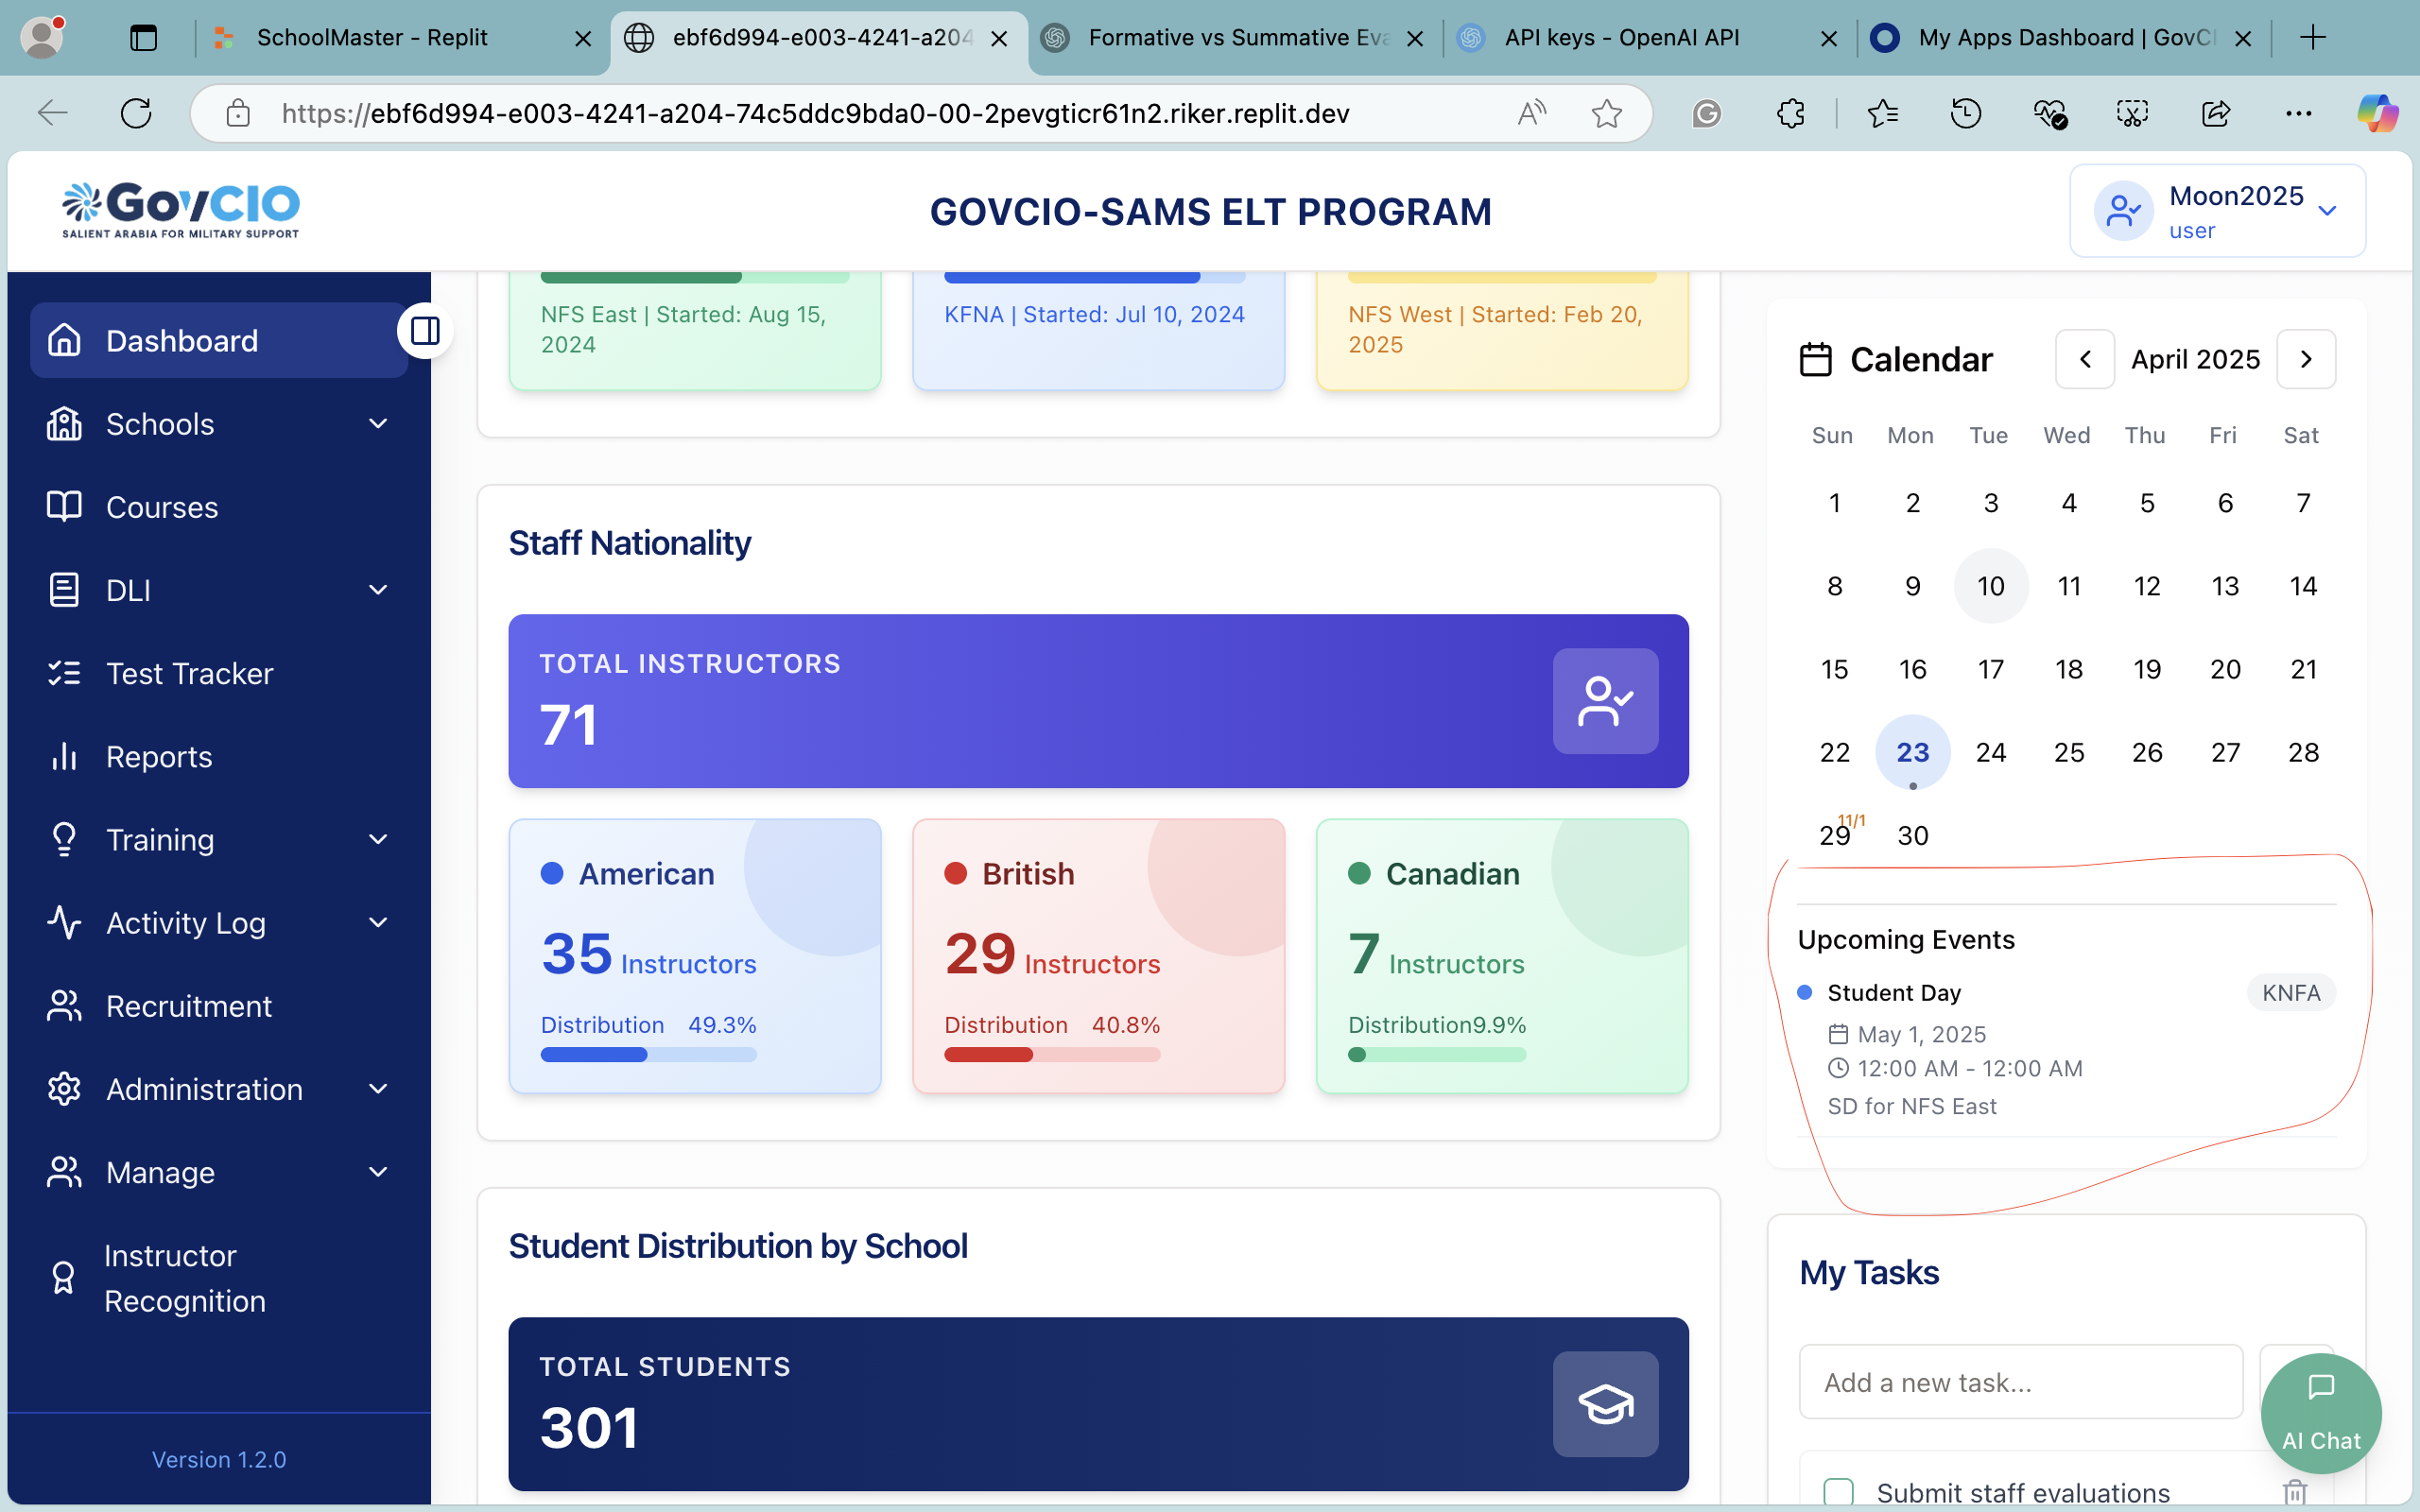 SchoolMaster - Replit
ebf6d994-e003-4241-a204
Formative vs Summative Eva
API keys - OpenAI API
My Apps Dashboard | GovCI
https://ebf6d994-e003-4241-a204-74c5ddc9bda0-00-2pevgticr61n2.riker.replit.dev
GovCIO
SALIENT ARABIA FOR MILITARY SUPPORT
GOVCIO-SAMS ELT PROGRAM
Moon2025
user
Dashboard
Schools
Courses
DLI
Test Tracker
Reports
Training
Activity Log
Recruitment
Administration
Manage
Instructor
Recognition
Version 1.2.0
NFS East | Started: Aug 15,
2024
KFNA | Started: Jul 10, 2024
NFS West | Started: Feb 20,
2025
Staff Nationality
TOTAL INSTRUCTORS
71
American
35 Instructors
Distribution 49.3%
British
29 Instructors
Distribution 40.8%
Canadian
7 Instructors
Distribution9.9%
Student Distribution by School
TOTAL STUDENTS
301
Calendar
April 2025
Sun Mon Tue Wed Thu Fri Sat
1 2 3 4 5 6 7
8 9 10 11 12 13 14
15 16 17 18 19 20 21
22 23 24 25 26 27 28
29 11/1 30
Upcoming Events
Student Day KNFA
May 1, 2025
12:00 AM - 12:00 AM
SD for NFS East
My Tasks
Add a new task...
AI Chat
Submit staff evaluations